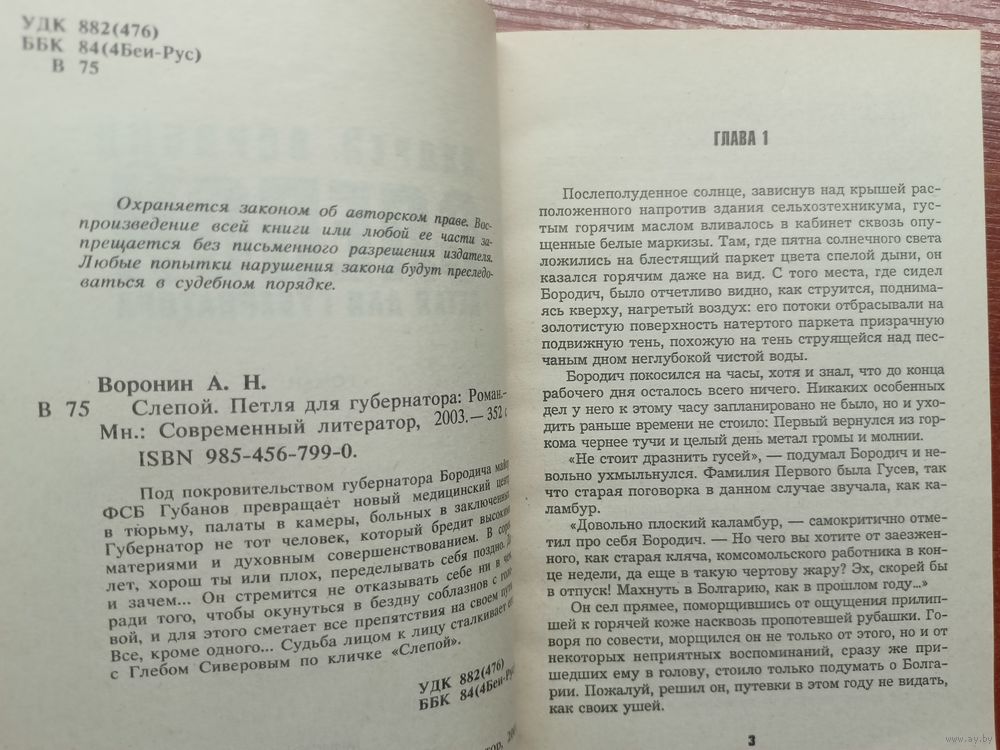 УДК 882(476)
ББК 84(4Беи-Рус)
В 75
Охраняется законом об авторском праве. Вос-
произведение всей книги или любой ее части за-
прещается без письменного разрешения издателя.
Любые попытки нарушения закона будут преследо-
ваться в судебном порядке.
Воронин А. Н.
В 75 Слепой. Петля для губернатора: Роман.—
Мн.: Современный литератор, 2003.— 352 с
ISBN 985-456-799-0.
Под покровительством губернатора Бородича майор
ФСБ Губанов превращает новый медицинский центр
в тюрьму, палаты в камеры, больных в заключенных
Губернатор не тот человек, который бредит высокими
материями и духовным совершенствованием. В сорок
лет, хорош ты или плох, переделывать себя поздно. Да
и зачем... Он стремится не отказывать себе ни в чем
ради того, чтобы окунуться в бездну соблазнов с голо-
вой, и для этого сметает все препятствия на своем пути
Все, кроме одного... Судьба лицом к лицу сталкивает его
с Глебом Сиверовым по кличке «Слепой».
УДК 882(476)
ББК 84(4Беи-Рус
ГЛАВА 1
Послеполуденное солнце, зависнув над крышей рас-
положенного напротив здания сельхозтехникума, гус-
тым горячим маслом вливалось в кабинет сквозь опу-
щенные белые маркизы. Там, где пятна солнечного света
ложились на блестящий паркет цвета спелой дыни, он
казался горячим даже на вид. С того места, где сидел
Бородич, было отчетливо видно, как струится, поднима-
ясь кверху, нагретый воздух: его потоки отбрасывали на
золотистую поверхность натертого паркета призрачную
подвижную тень, похожую на тень струящейся над пес-
чаным дном неглубокой чистой воды.
Бородич покосился на часы, хотя и знал, что до конца
рабочего дня осталось всего ничего. Никаких особенных
дел у него к этому часу запланировано не было, но и ухо-
дить раньше времени не стоило: Первый вернулся из гор-
кома чернее тучи и целый день метал громы и молнии.
«Не стоит дразнить гусей», — подумал Бородич и не-
вольно ухмыльнулся. Фамилия Первого была Гусев, так
что старая поговорка в данном случае звучала, как ка-
ламбур.
«Довольно плоский каламбур, — самокритично отме-
тил про себя Бородич. — Но чего вы хотите от заезжен-
ного, как старая кляча, комсомольского работника в кон-
це недели, да еще в такую чертову жару? Эх, скорей бы
в отпуск! Махнуть в Болгарию, как в прошлом году...»
Он сел прямее, поморщившись от ощущения прилип-
шей к горячей коже насквозь пропотевшей рубашки. Гово-
ря по совести, морщился он не только от этого, но и от
некоторых неприятных воспоминаний, сразу же при-
шедших ему в голову, стоило только подумать о Болга-
рии. Пожалуй, решил он, путевки в этом году не видать,
как своих ушей.
3
www.ay.by